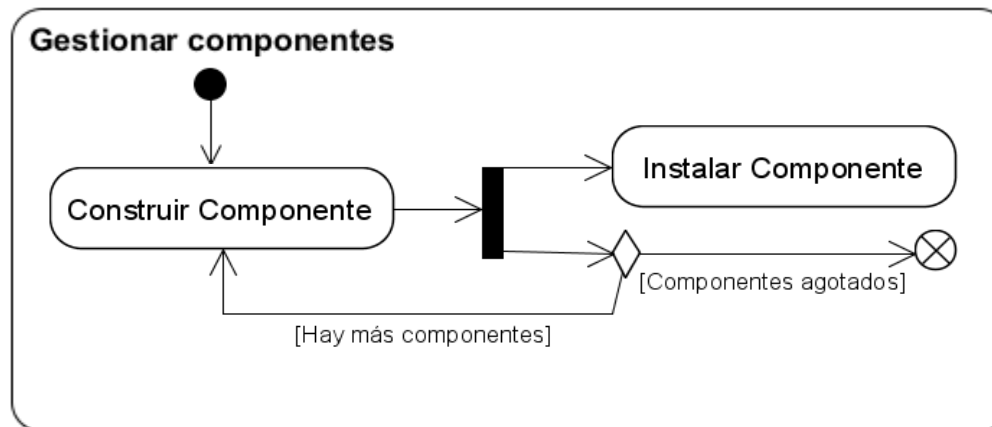 Gestionar componentes
Instalar Componente
Construir Componente
[Componentes agotados]
[Hay más componentes]